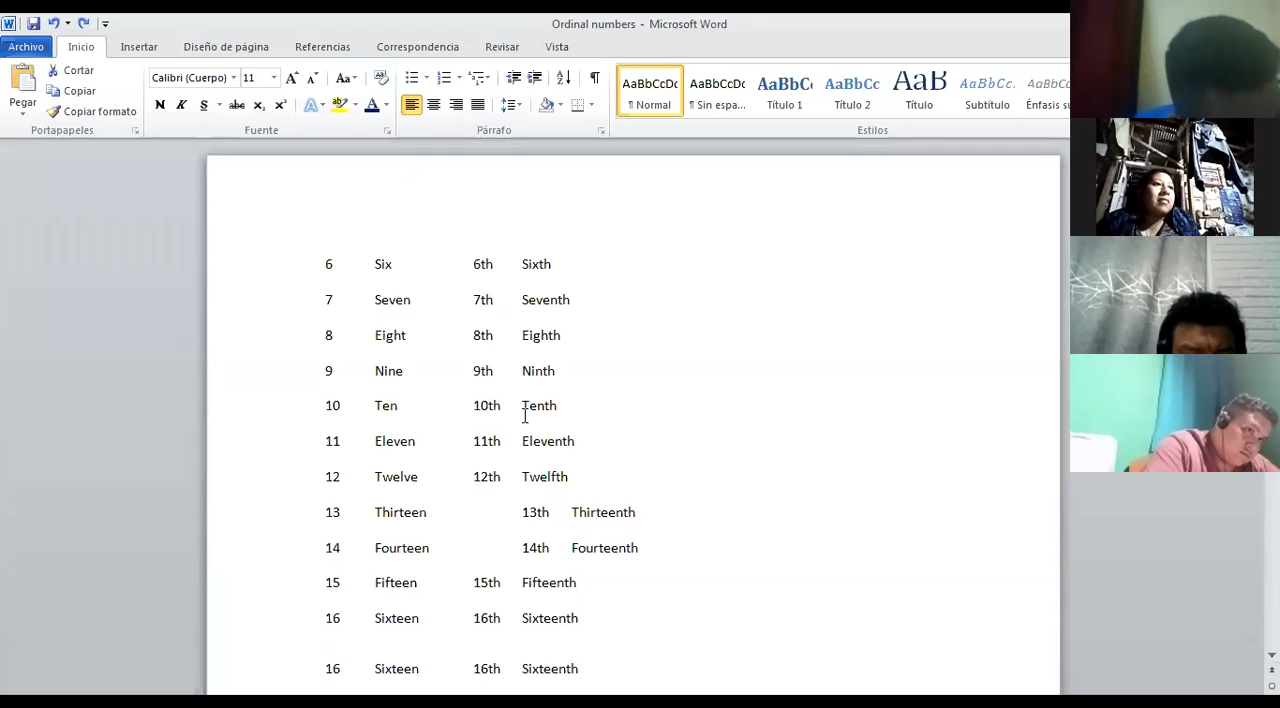 Ordinal numbers - Microsoft Word
Archivo Inicio Insertar Diseño de página Referencias Correspondencia Revisar Vista
Pegar Cortar Copiar Copiar formato
Calibri (Cuerpo) 11
N K S abc
AaBbCcDc AaBbCcDc AaBbC AaBbCc AaB AaBbCc. AaBbCcD
¶ Normal ¶ Sin espa... Título 1 Título 2 Título Subtítulo Énfasis su
Portapapeles Fuente Párrafo Estilos
6 Six 6th Sixth
7 Seven 7th Seventh
8 Eight 8th Eighth
9 Nine 9th Ninth
10 Ten 10th Tenth
11 Eleven 11th Eleventh
12 Twelve 12th Twelfth
13 Thirteen 13th Thirteenth
14 Fourteen 14th Fourteenth
15 Fifteen 15th Fifteenth
16 Sixteen 16th Sixteenth
16 Sixteen 16th Sixteenth